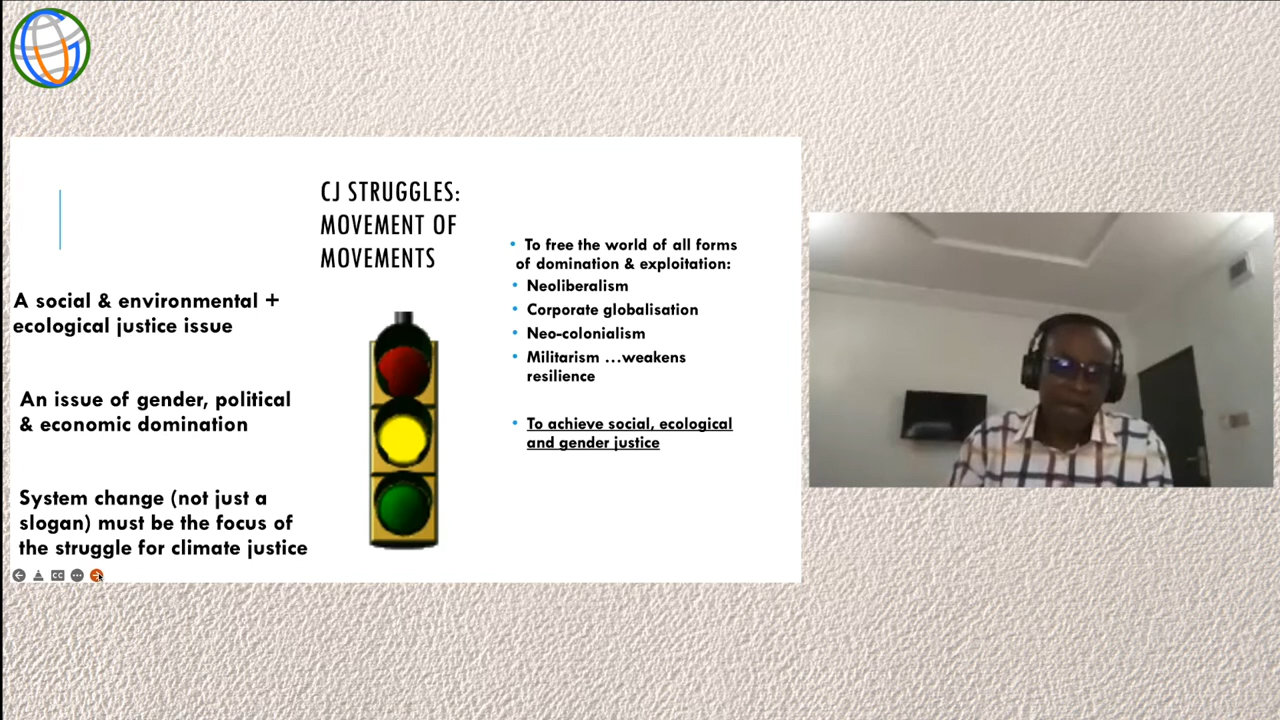 CJ STRUGGLES:
MOVEMENT OF
MOVEMENTS
A social & environmental +
ecological justice issue
An issue of gender, political
& economic domination
System change (not just a
slogan) must be the focus of
the struggle for climate justice
• To free the world of all forms
of domination & exploitation:
• Neoliberalism
• Corporate globalisation
• Neo-colonialism
• Militarism ...weakens
resilience
• To achieve social, ecological
and gender justice
CC